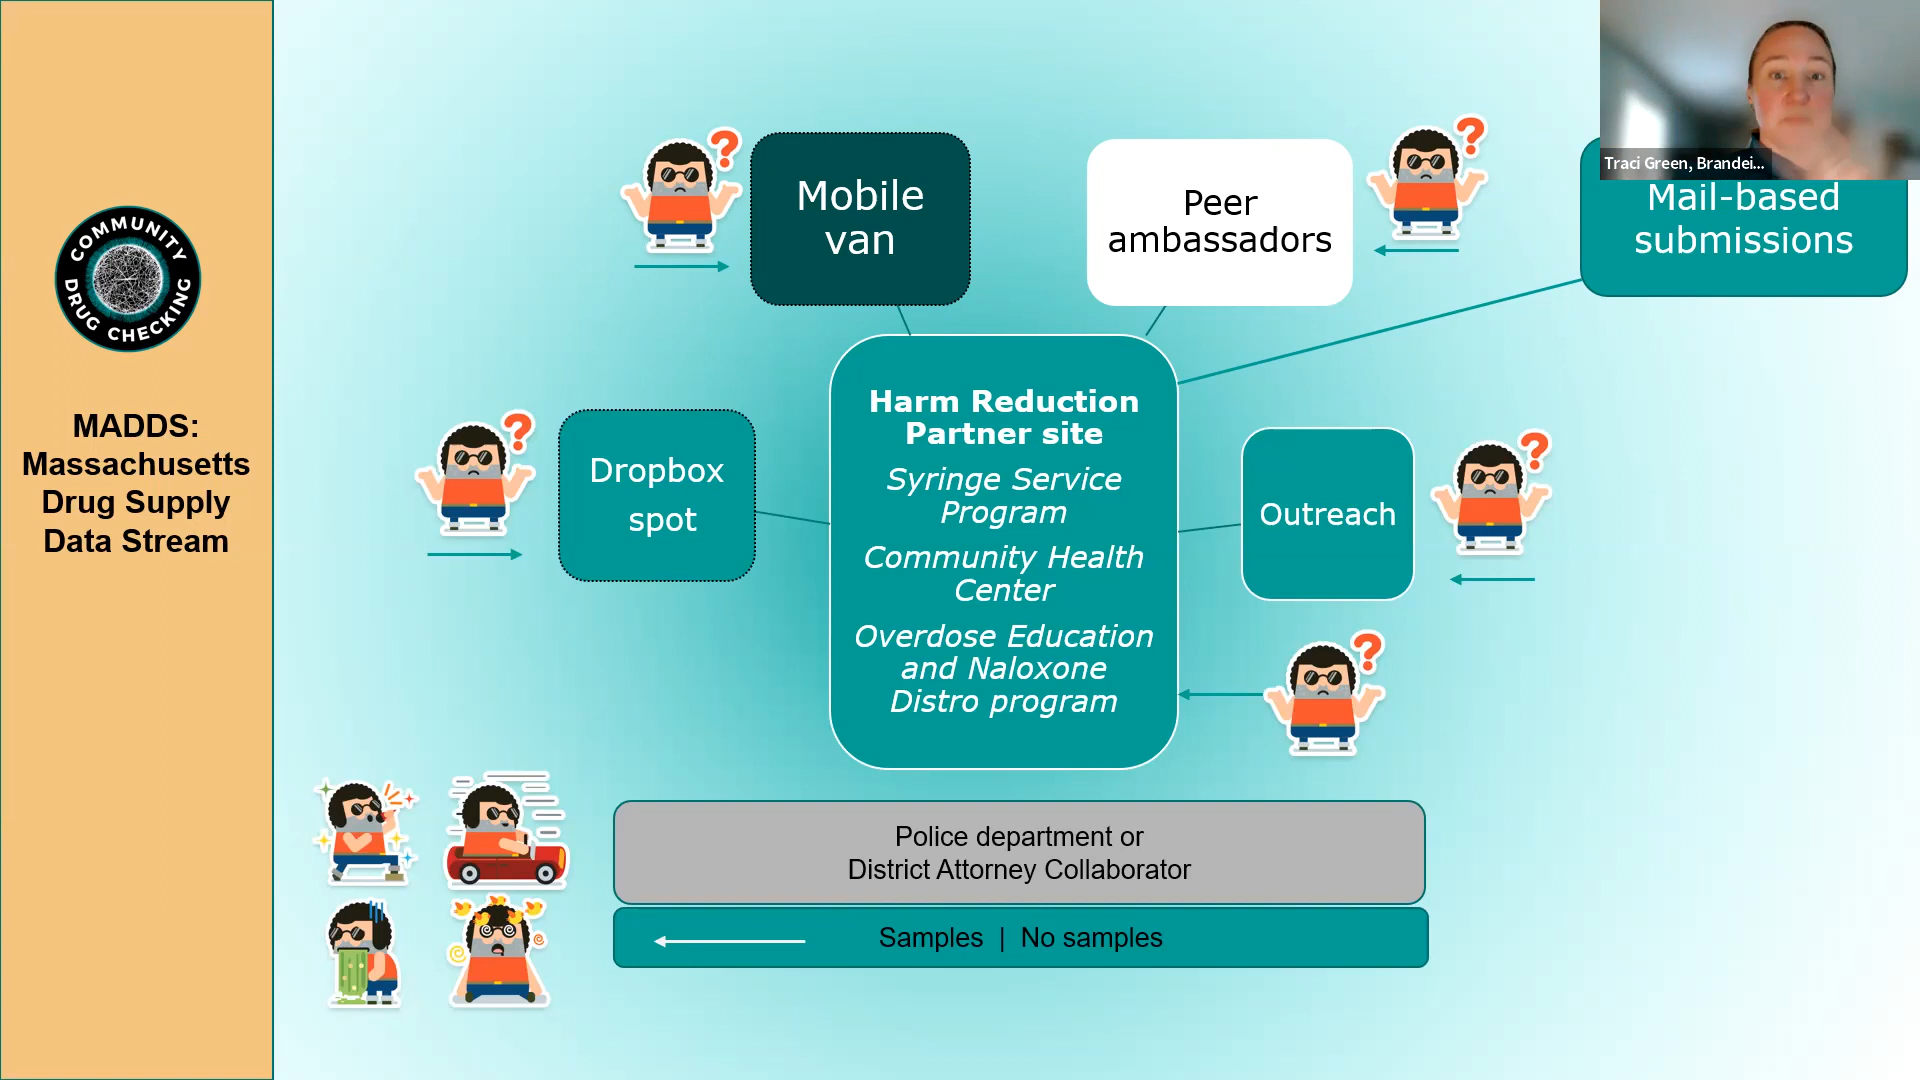 COMMUNITY
DRUG CHECKING
MADDS:
Massachusetts
Drug Supply
Data Stream
Mobile
van
Peer
ambassadors
Traci Green, Brandei...
Mail-based
submissions
Dropbox
spot
Harm Reduction
Partner site
Syringe Service
Program
Community Health
Center
Overdose Education
and Naloxone
Distro program
Outreach
Police department or
District Attorney Collaborator
Samples | No samples